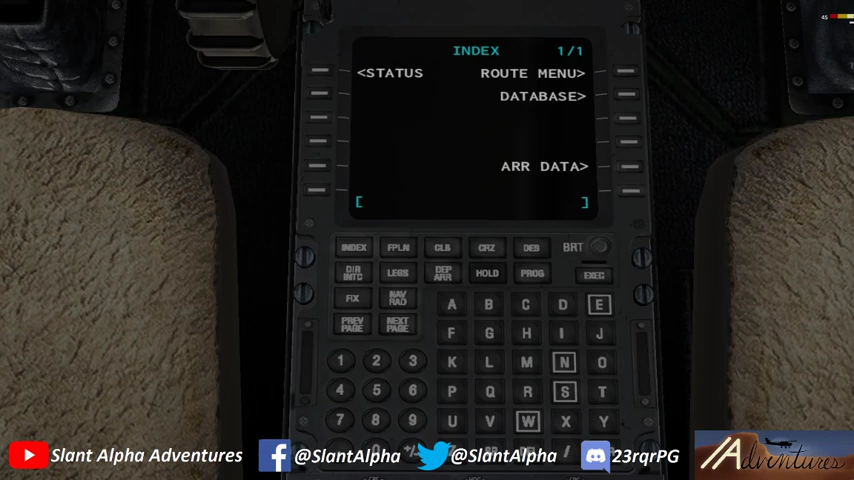 45
INDEX 1/1
<STATUS ROUTE MENU>
DATABASE>
ARR DATA>
[ ]
INDEX FPLN CLB CRZ DES BRT
DIR INTC LEGS DEP ARR HOLD PROG EXEC
FIX NAV RAD A B C D E
PREV PAGE NEXT PAGE F G H I J
1 2 3 K L M N O
4 5 6 P Q R S T
7 8 9 U V W X Y
Slant Alpha Adventures @SlantAlpha @SlantAlpha 23rqrPG Adventures